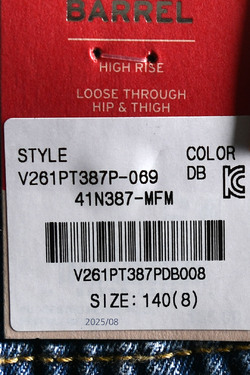 BARREL
HIGH RISE
LOOSE THROUGH
HIP & THIGH
STYLE COLOR
V261PT387P-069 DB
41N387-MFM
V261PT387PDB008
SIZE: 140(8)
2025/08